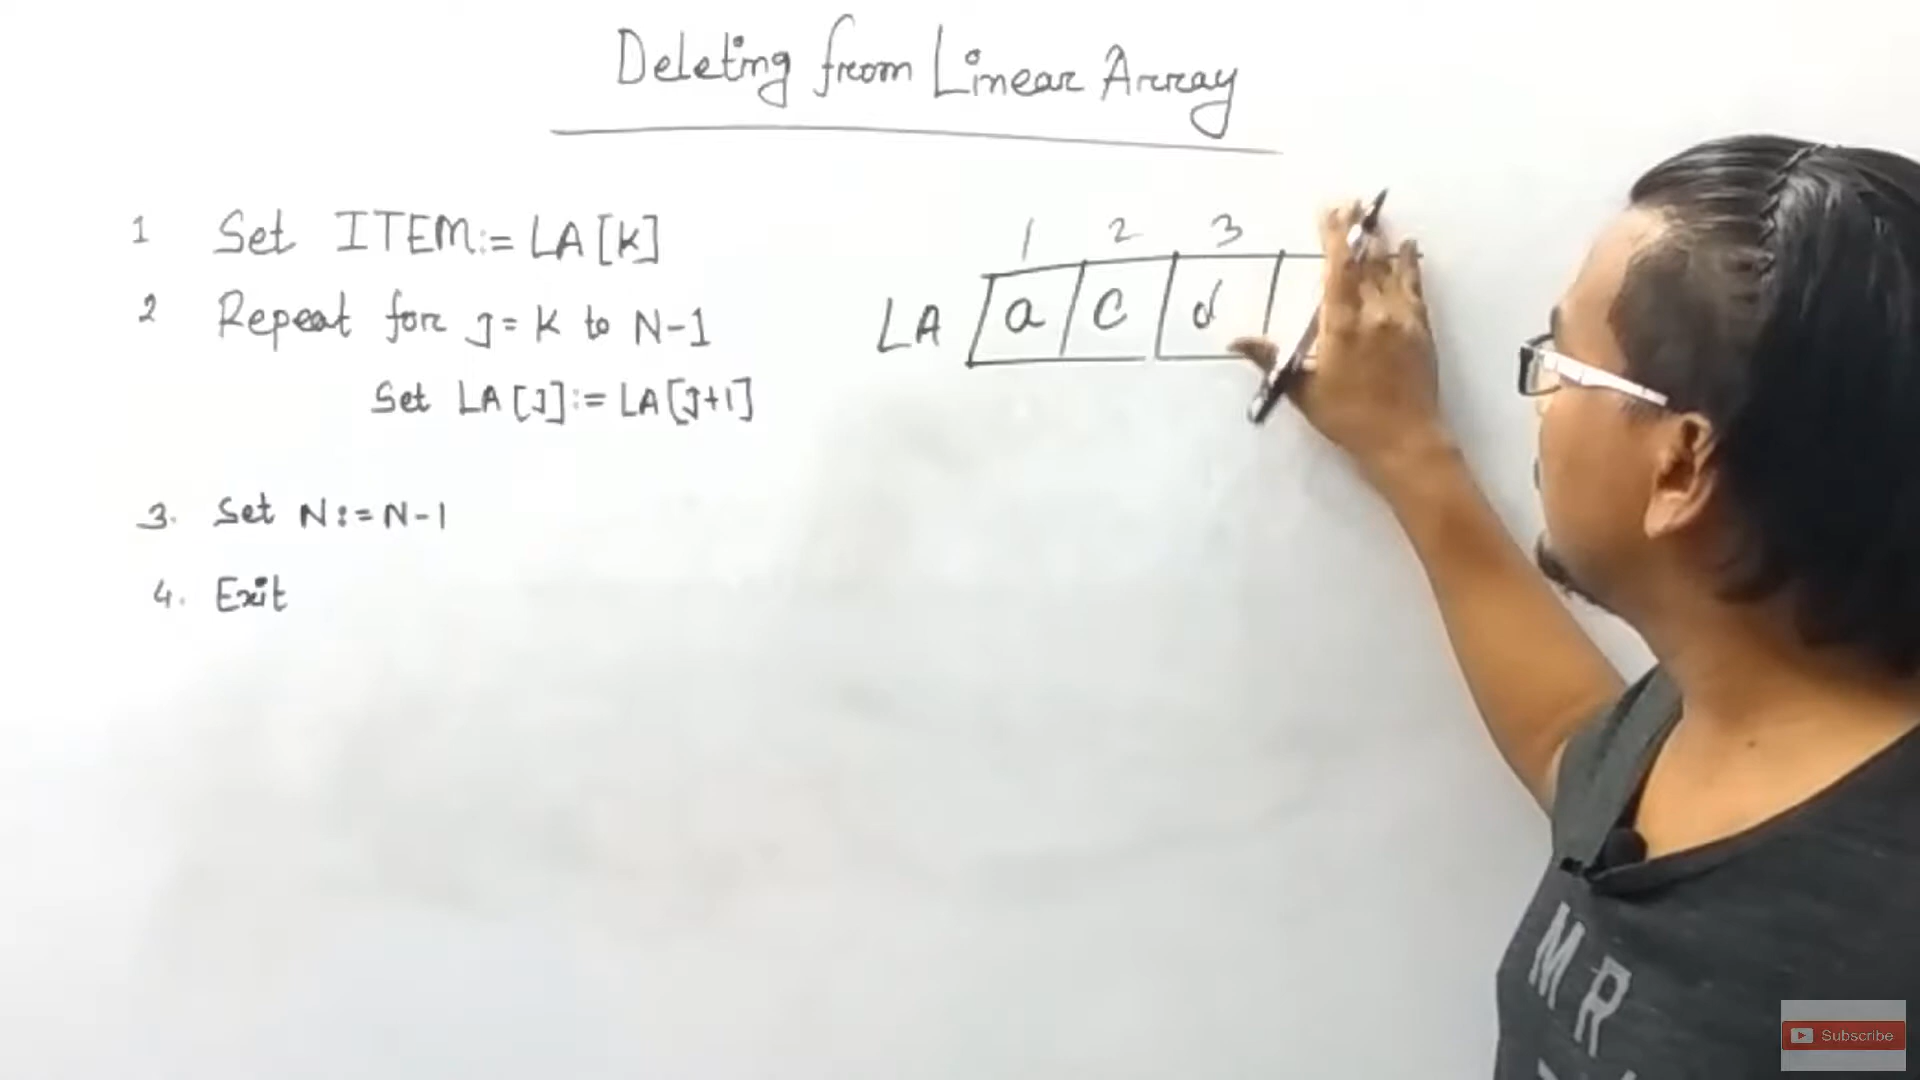 Deleting from Linear Array
1 Set ITEM:= LA[K]
2 Repeat for J= K to N-1
Set LA[J]:= LA[J+1]
3. Set N:= N-1
4. Exit
1 2 3
LA a c d
MR
Subscribe